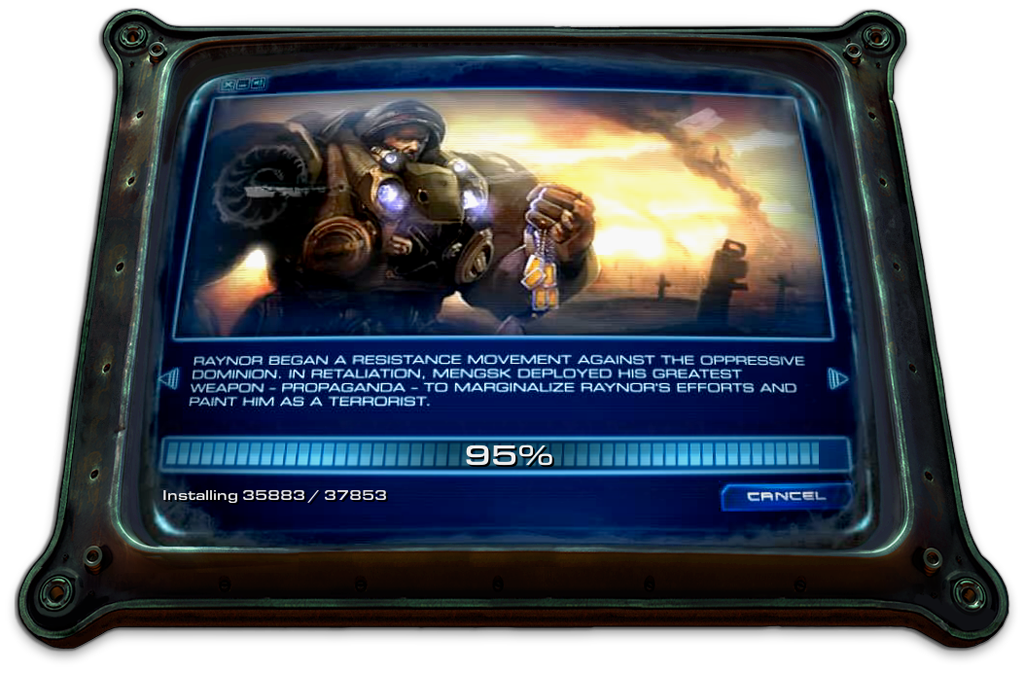 RAYNOR BEGAN A RESISTANCE MOVEMENT AGAINST THE OPPRESSIVE
DOMINION. IN RETALIATION, MENGSK DEPLOYED HIS GREATEST
WEAPON - PROPAGANDA - TO MARGINALIZE RAYNOR'S EFFORTS AND
PAINT HIM AS A TERRORIST.
95%
Installing 35883 / 37853
CANCEL